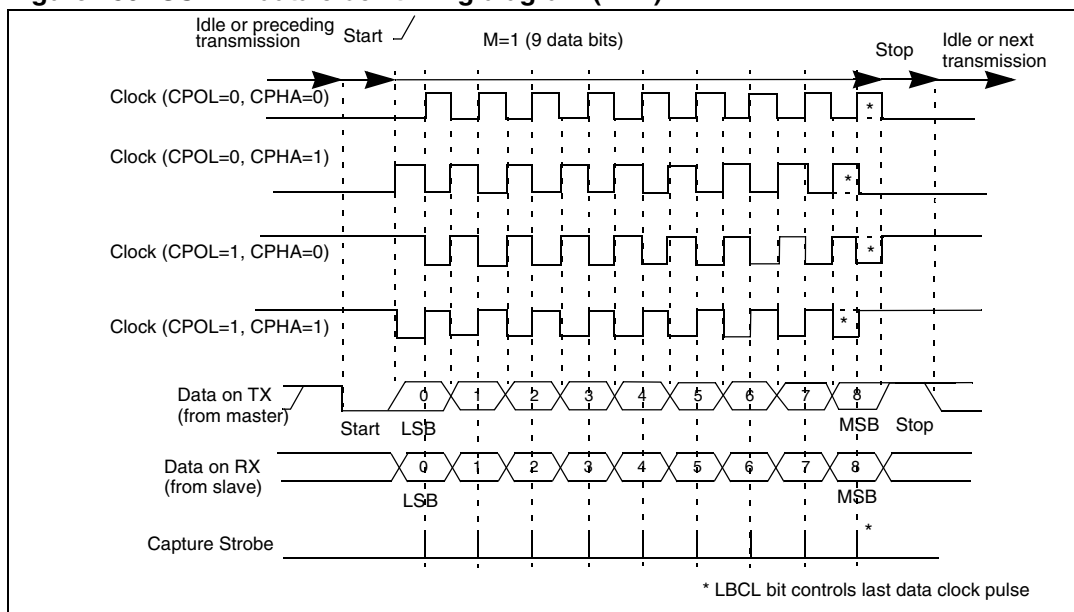 Idle or preceding
transmission
Start
M=1 (9 data bits)
Stop
Idle or next
transmission
Clock (CPOL=0, CPHA=0)
*
Clock (CPOL=0, CPHA=1)
*
Clock (CPOL=1, CPHA=0)
*
Clock (CPOL=1, CPHA=1)
*
Data on TX
(from master)
0 1 2 3 4 5 6 7 8
Start LSB MSB Stop
Data on RX
(from slave)
0 1 2 3 4 5 6 7 8
LSB MSB
Capture Strobe
*
* LBCL bit controls last data clock pulse